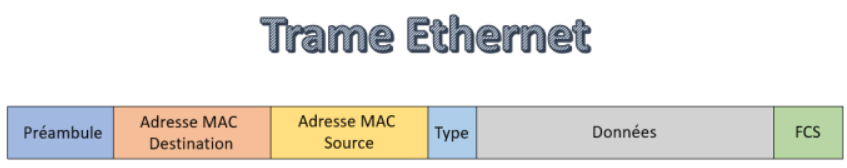 Trame Ethernet
Préambule
Adresse MAC
Destination
Adresse MAC
Source
Type
Données
FCS